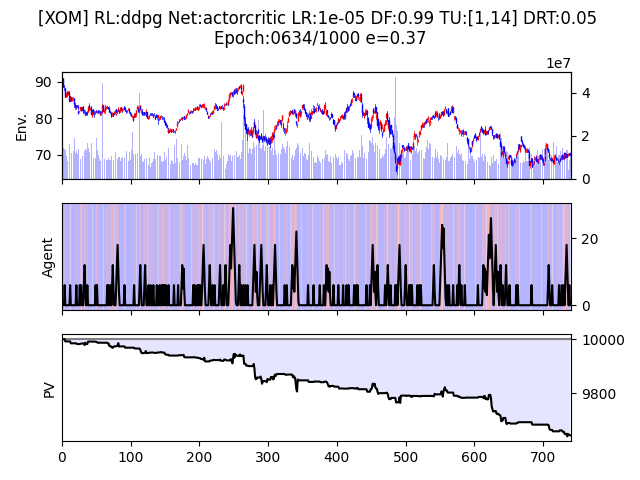 [XOM] RL:ddpg Net:actorcritic LR:1e-05 DF:0.99 TU:[1,14] DRT:0.05
Epoch:0634/1000 e=0.37
1e7
90
80
70
Env.
4
2
0
Agent
20
0
PV
10000
9800
0 100 200 300 400 500 600 700